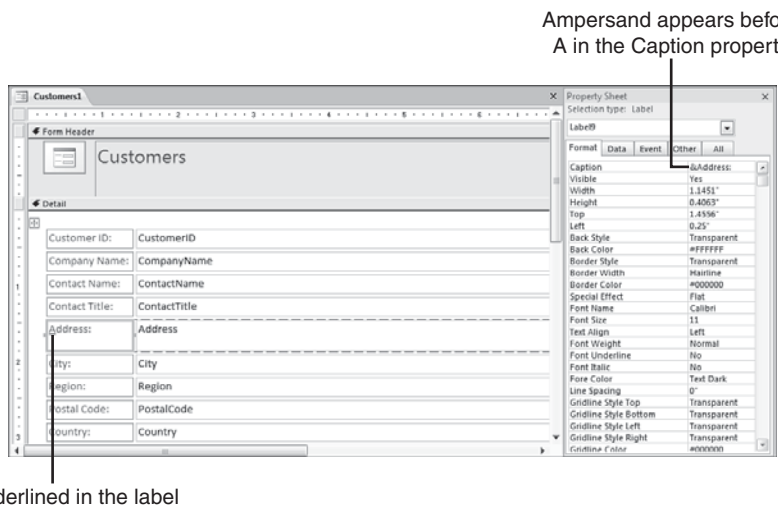 Ampersand appears befo
A in the Caption propert
Customers1
Property Sheet
Selection type: Label
Label9
Format Data Event Other All
Form Header
Customers
Detail
Customer ID: CustomerID
Company Name: CompanyName
Contact Name: ContactName
Contact Title: ContactTitle
Address: Address
City: City
Region: Region
Postal Code: PostalCode
Country: Country
Caption &Address:
Visible Yes
Width 1.1451"
Height 0.4063"
Top 1.4556"
Left 0.25"
Back Style Transparent
Back Color #FFFFFF
Border Style Transparent
Border Width Hairline
Border Color #000000
Special Effect Flat
Font Name Calibri
Font Size 11
Text Align Left
Font Weight Normal
Font Underline No
Font Italic No
Fore Color Text Dark
Line Spacing 0"
Gridline Style Top Transparent
Gridline Style Bottom Transparent
Gridline Style Left Transparent
Gridline Style Right Transparent
Gridline Color #000000
derlined in the label